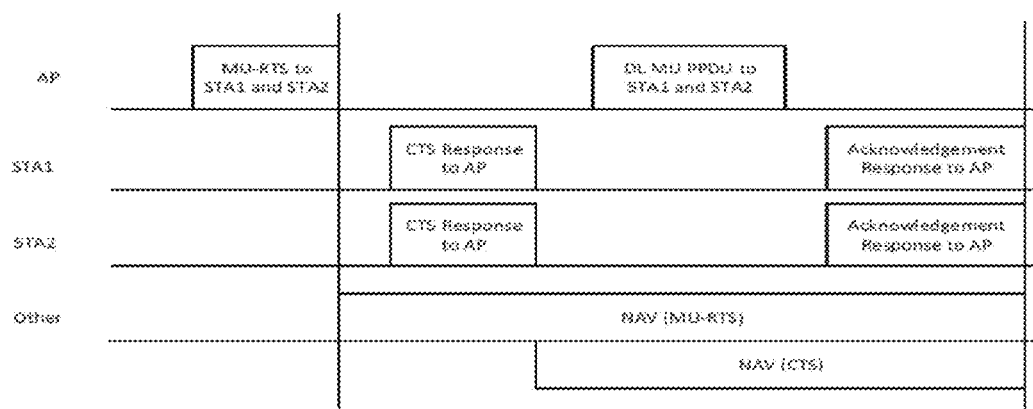 AP
MU-RTS to
STA1 and STA2
DL MU PPDU to
STA1 and STA2
STA1
CTS Response
to AP
Acknowledgement
Response to AP
STA2
CTS Response
to AP
Acknowledgement
Response to AP
Other
NAV (MU-RTS)
NAV (CTS)